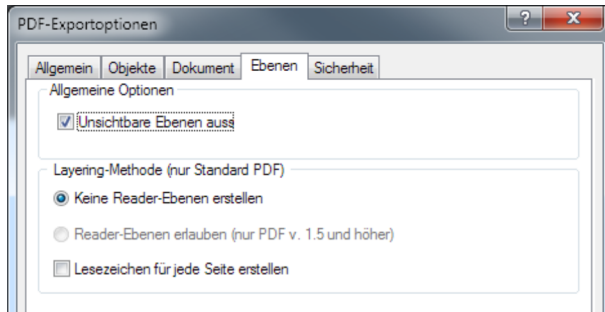 PDF-Exportoptionen
Allgemein Objekte Dokument Ebenen Sicherheit
Allgemeine Optionen
Unsichtbare Ebenen auss
Layering-Methode (nur Standard PDF)
Keine Reader-Ebenen erstellen
Reader-Ebenen erlauben (nur PDF v. 1.5 und höher)
Lesezeichen für jede Seite erstellen